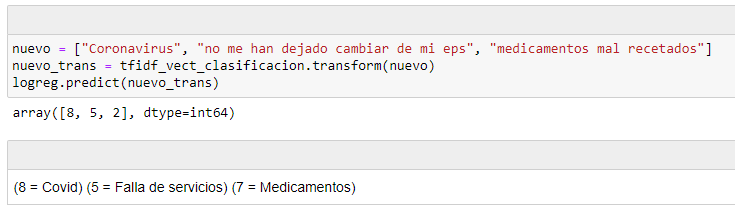 nuevo = ["Coronavirus", "no me han dejado cambiar de mi eps", "medicamentos mal recetados"]
nuevo_trans = tfidf_vect_clasificacion.transform(nuevo)
logreg.predict(nuevo_trans)
array([8, 5, 2], dtype=int64)
(8 = Covid) (5 = Falla de servicios) (7 = Medicamentos)